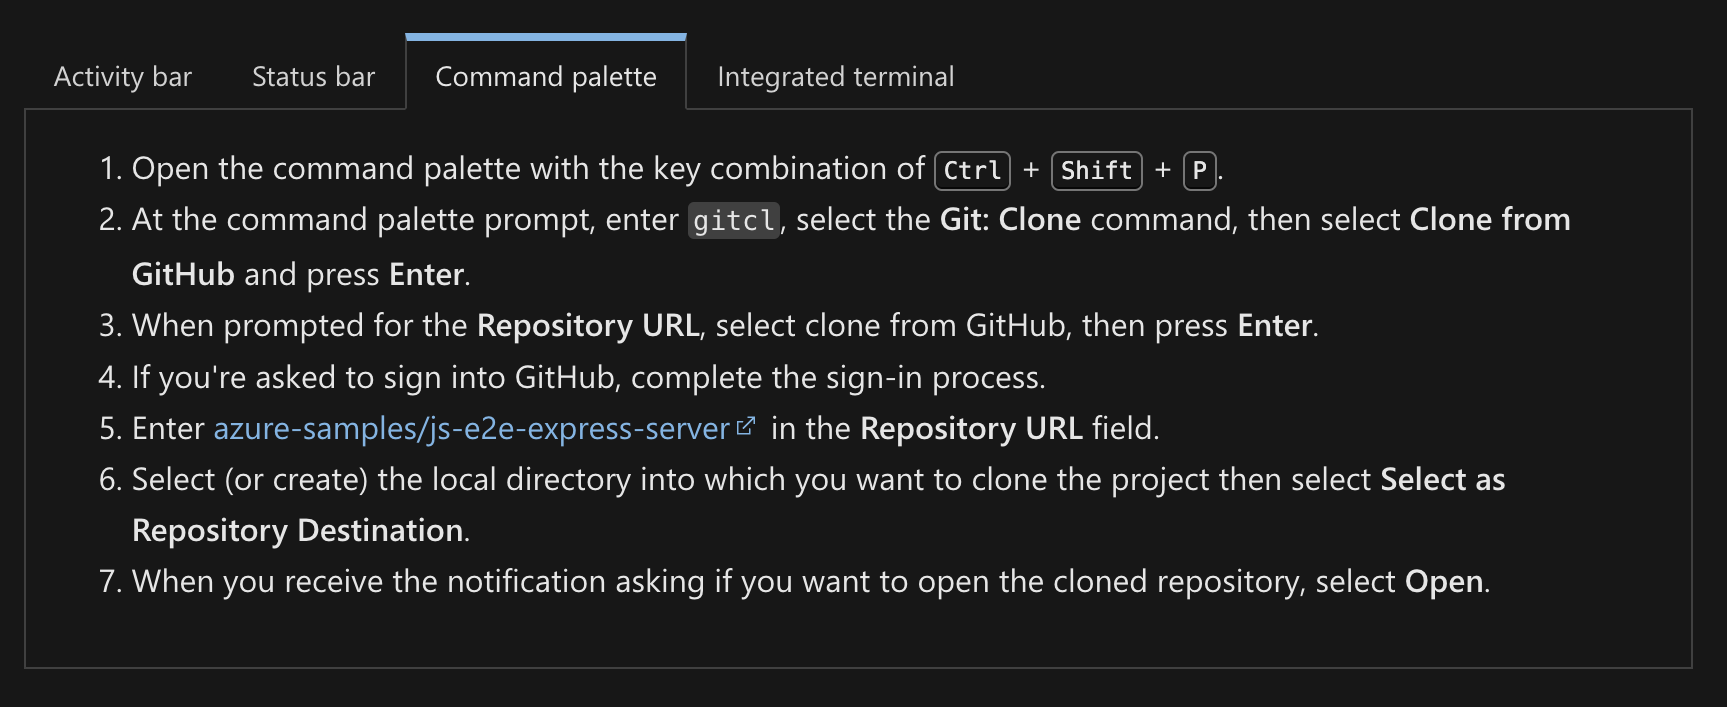 Activity bar Status bar Command palette Integrated terminal
1. Open the command palette with the key combination of Ctrl + Shift + P.
2. At the command palette prompt, enter gitcl, select the Git: Clone command, then select Clone from
GitHub and press Enter.
3. When prompted for the Repository URL, select clone from GitHub, then press Enter.
4. If you're asked to sign into GitHub, complete the sign-in process.
5. Enter azure-samples/js-e2e-express-server in the Repository URL field.
6. Select (or create) the local directory into which you want to clone the project then select Select as
Repository Destination.
7. When you receive the notification asking if you want to open the cloned repository, select Open.